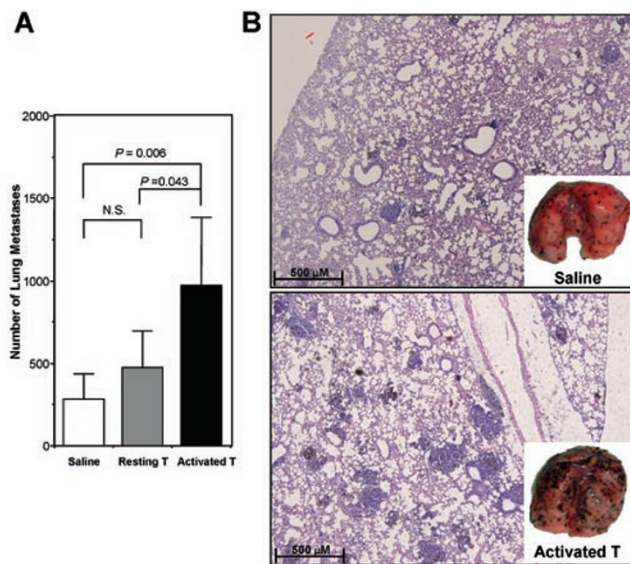 A
B
2000
1500
1000
500
0
Number of Lung Metastases
P = 0.006
P =0.043
N.S.
Saline
Resting T
Activated T
500 µM
Saline
500 µM
Activated T